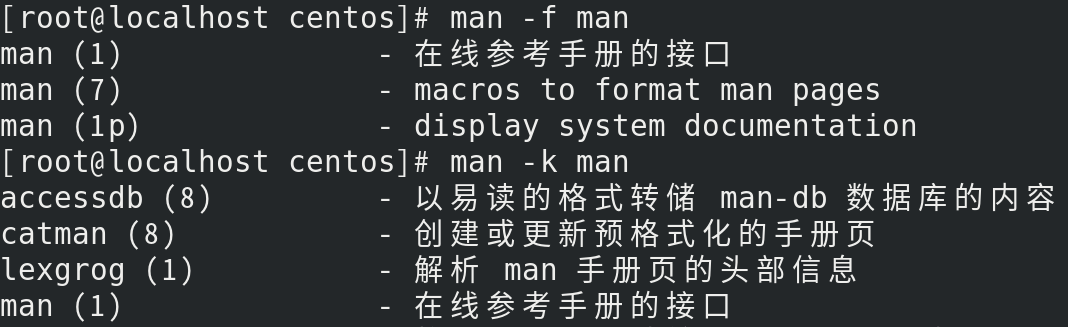 [root@localhost centos]# man -f man
man (1)              - 在线参考手册的接口
man (7)              - macros to format man pages
man (1p)             - display system documentation
[root@localhost centos]# man -k man
accessdb (8)         - 以易读的格式转储 man-db 数据库的内容
catman (8)           - 创建或更新预格式化的手册页
lexgrog (1)          - 解析 man 手册页的头部信息
man (1)              - 在线参考手册的接口